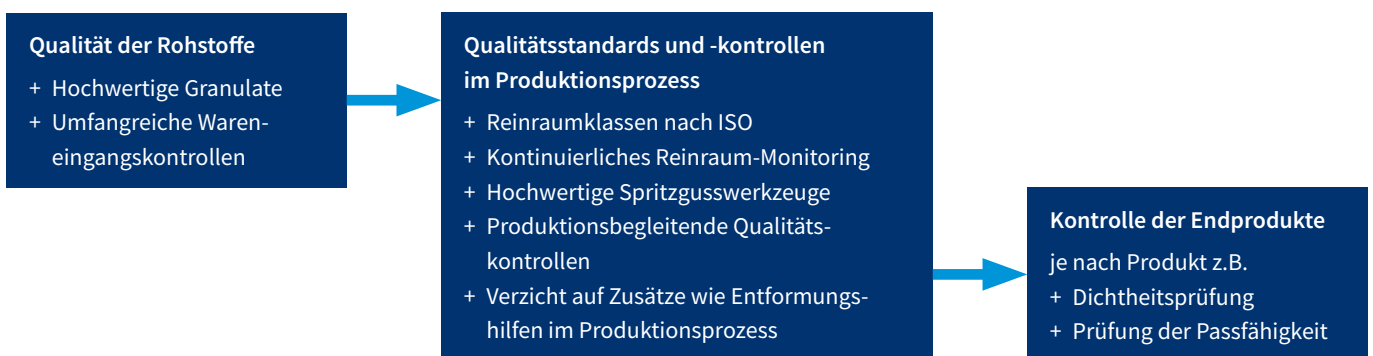 Qualität der Rohstoffe
+ Hochwertige Granulate
+ Umfangreiche Waren-
eingangskontrollen
Qualitätsstandards und -kontrollen
im Produktionsprozess
+ Reinraumklassen nach ISO
+ Kontinuierliches Reinraum-Monitoring
+ Hochwertige Spritzgusswerkzeuge
+ Produktionsbegleitende Qualitäts-
kontrollen
+ Verzicht auf Zusätze wie Entformungs-
hilfen im Produktionsprozess
Kontrolle der Endprodukte
je nach Produkt z.B.
+ Dichtheitsprüfung
+ Prüfung der Passfähigkeit